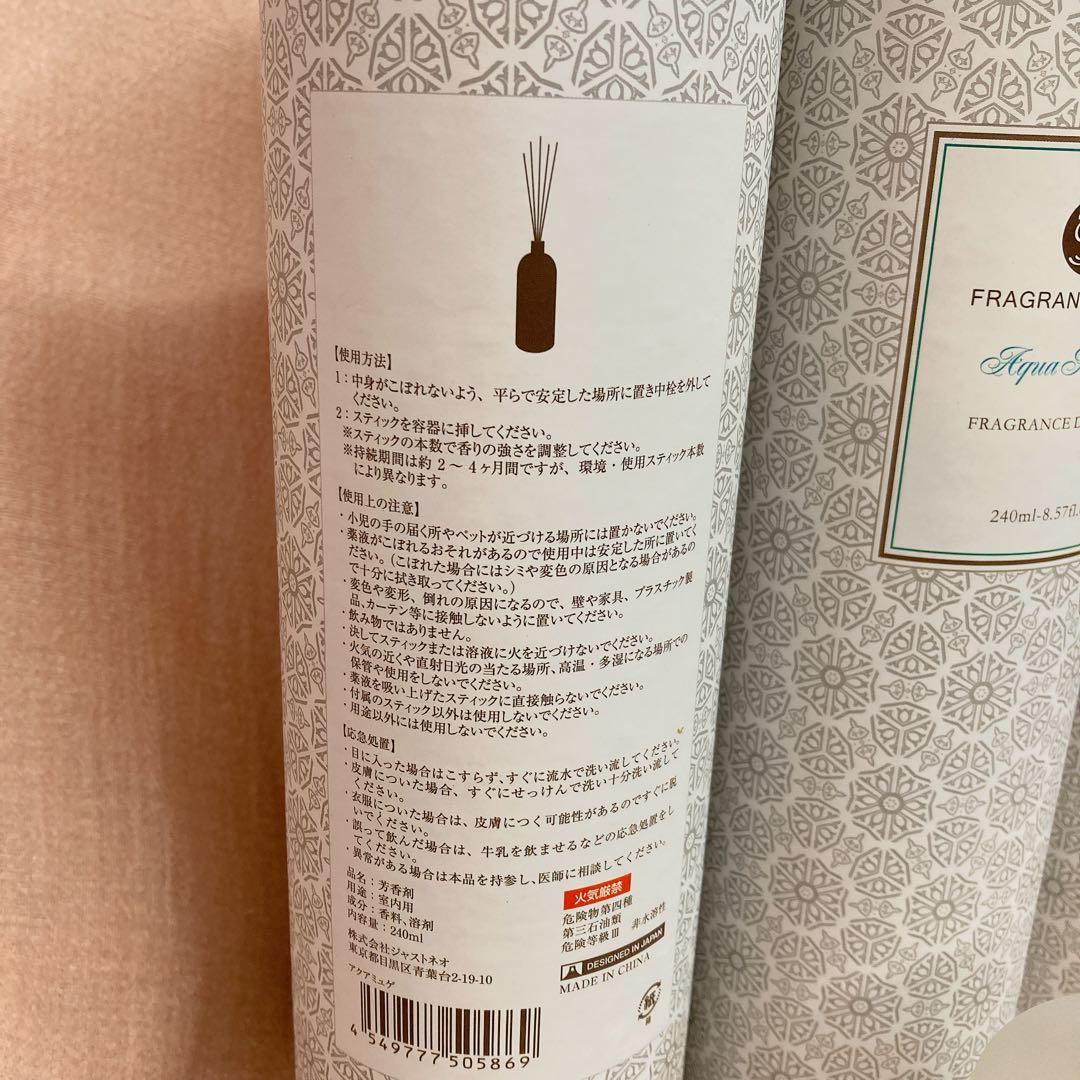 【使用方法】
1：中身がこぼれないよう、平らで安定した場所に置き中栓を外して
ください。
2：スティックを容器に挿してください。
※スティックの本数で香りの強さを調整してください。
※持続期間は約2～4ヶ月間ですが、環境・使用スティック本数
により異なります。
【使用上の注意】
・小児の手の届く所やペットが近づける場所には置かないでください。
・薬液がこぼれるおそれがあるので使用中は安定した所に置いてく
ださい。（こぼれた場合にはシミや変色の原因となる場合があるの
で十分に拭き取ってください。）
・変色や変形、倒れの原因になるので、壁や家具、プラスチック製
品、カーテン等に接触しないように置いてください。
・飲み物ではありません。
・決してスティックまたは溶液に火を近づけないでください。
・火気の近くや直射日光の当たる場所、高温・多湿になる場所での
保管や使用をしないでください。
・薬液を吸い上げたスティックに直接触らないでください。
・付属のスティック以外は使用しないでください。
・用途以外には使用しないでください。
【応急処置】
・目に入った場合はこすらず、すぐに流水で洗い流してください。
・皮膚についた場合、すぐにせっけんで洗い十分洗い流して
ください。
・衣服についた場合は、皮膚につく可能性があるのですぐに脱
いでください。
・誤って飲んだ場合は、牛乳を飲ませるなどの応急処置をし
てください。
・異常がある場合は本品を持参し、医師に相談してください。
品名：芳香剤
用途：室内用
成分：香料、溶剤
内容量：240ml
株式会社ジャストネオ
東京都目黒区青葉台2-19-10
アクアミュゲ
4 549777 505869
火気厳禁
危険物第四種
第三石油類
危険等級Ⅲ 非水溶性
DESIGNED IN JAPAN
MADE IN CHINA
紙
FRAGRAN
Aqua
FRAGRANCE D
240ml-8.57fl.